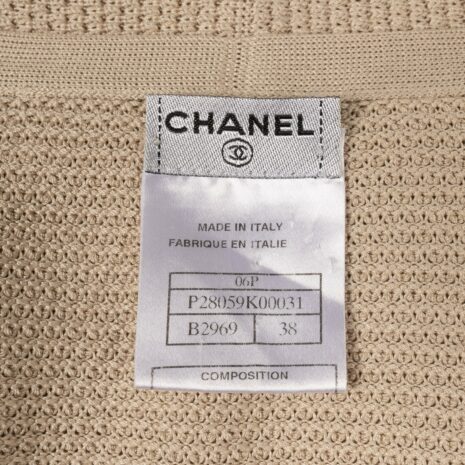 CHANEL
MADE IN ITALY
FABRIQUE EN ITALIE
06P
P28059K00031
B2969 38
COMPOSITION